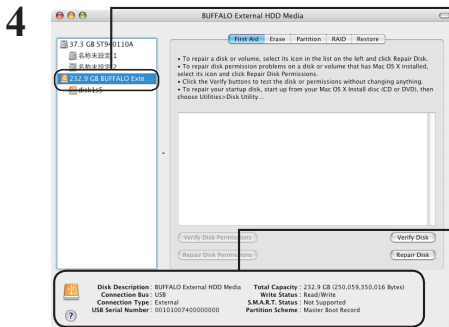 4
BUFFALO External HDD Media
37.3 GB ST940110A
名称未設定 1
名称未設定 2
232.9 GB BUFFALO Exte...
disk1s5
First Aid Erase Partition RAID Restore
• To repair a disk or volume, select its icon in the list on the left and click Repair Disk.
• To repair disk permission problems on a disk or volume that has Mac OS X installed,
select its icon and click Repair Disk Permissions.
• Click the Verify buttons to test the disk or permissions without changing anything.
• To repair your startup disk, start up from your Mac OS X Install disc (CD or DVD), then
choose Utilities>Disk Utility...
Verify Disk Permissions Verify Disk
Repair Disk Permissions Repair Disk
Disk Description : BUFFALO External HDD Media Total Capacity : 232.9 GB (250,059,350,016 Bytes)
Connection Bus : USB Write Status : Read/Write
Connection Type : External S.M.A.R.T. Status : Not Supported
USB Serial Number : 00101007400000000 Partition Scheme : Master Boot Record
?